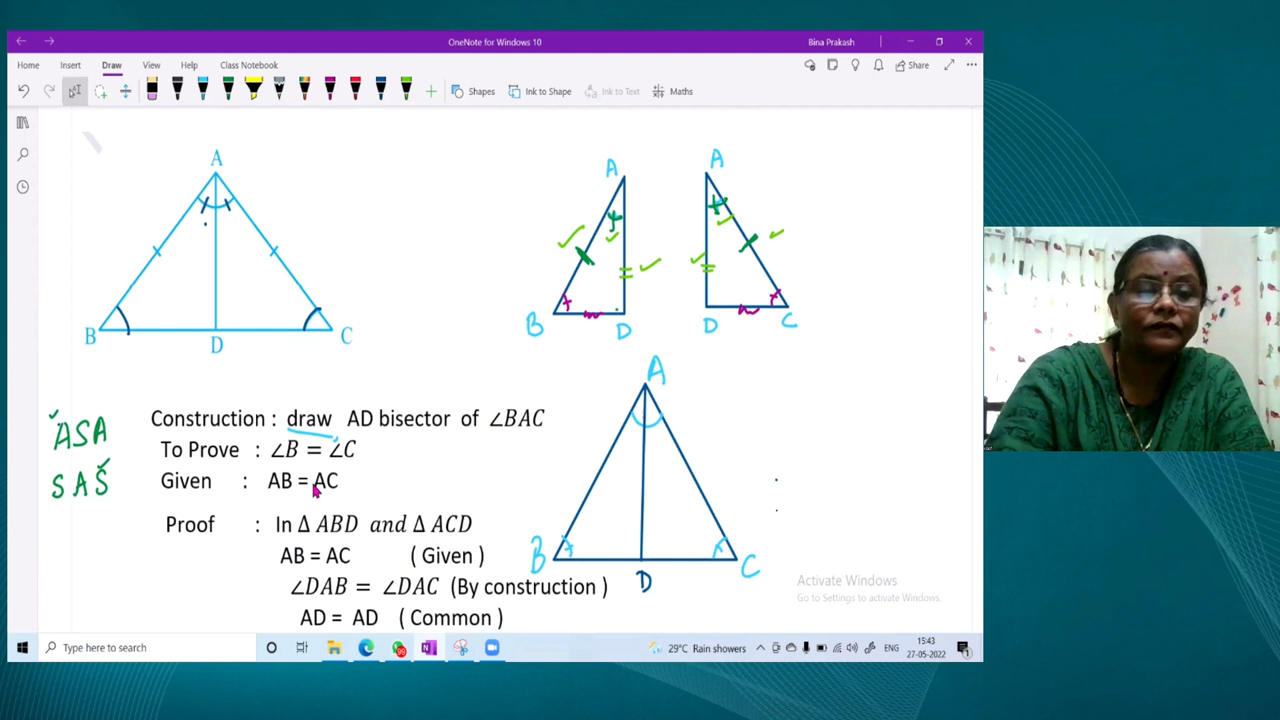 OneNote for Windows 10
Bina Prakash
Home Insert Draw View Help Class Notebook
Share
Shapes Ink to Shape Ink to Text Maths
A
B D C
A
B D
A
D C
A
B D C
Construction : draw AD bisector of ∠BAC
ASA
To Prove : ∠B = ∠C
SAS
Given : AB = AC
Proof : In Δ ABD and Δ ACD
AB = AC ( Given )
∠DAB = ∠DAC (By construction )
AD = AD ( Common )
Activate Windows
Go to Settings to activate Windows.
Type here to search
99
29°C Rain showers
ENG
15:43
27-05-2022
1